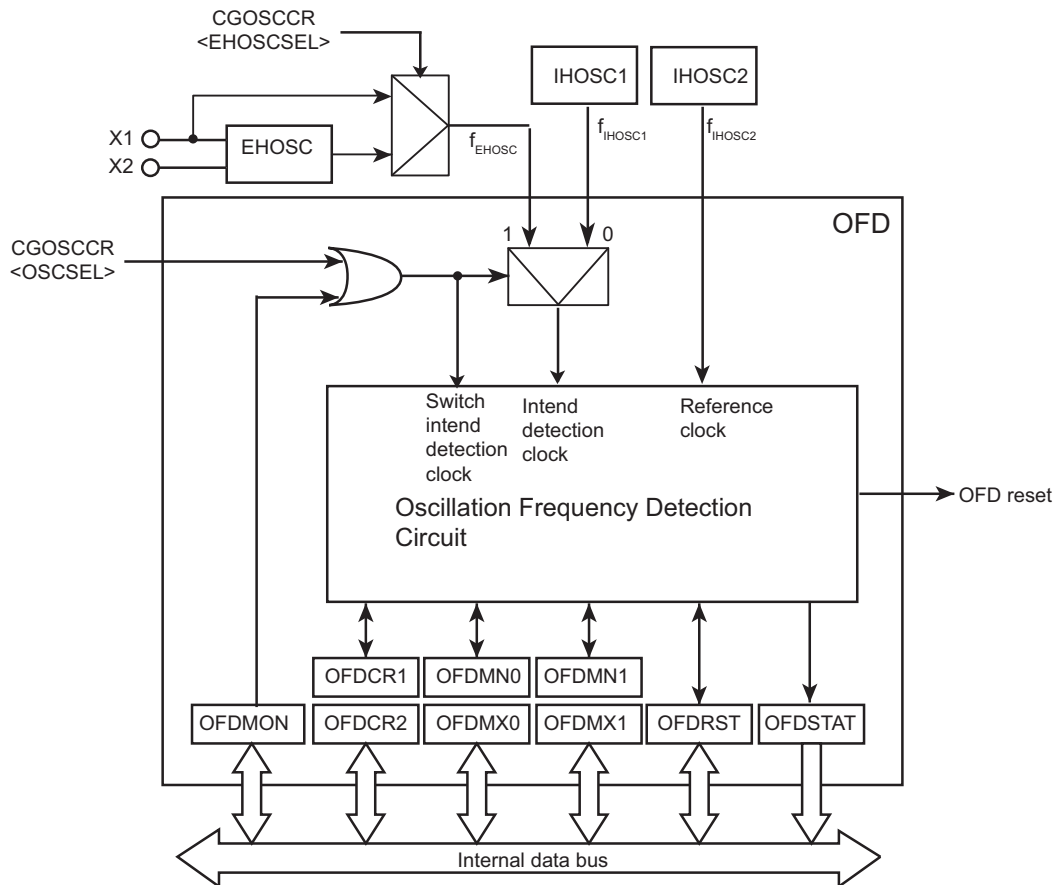 CGOSCCR
<EHOSCSEL>
IHOSC1
IHOSC2
X1
X2
EHOSC
fEHOSC
fIHOSC1
fIHOSC2
OFD
CGOSCCR
<OSCSEL>
1
0
Switch
intend
detection
clock
Intend
detection
clock
Reference
clock
Oscillation Frequency Detection
Circuit
OFD reset
OFDCR1
OFDMN0
OFDMN1
OFDMON
OFDCR2
OFDMX0
OFDMX1
OFDRST
OFDSTAT
Internal data bus